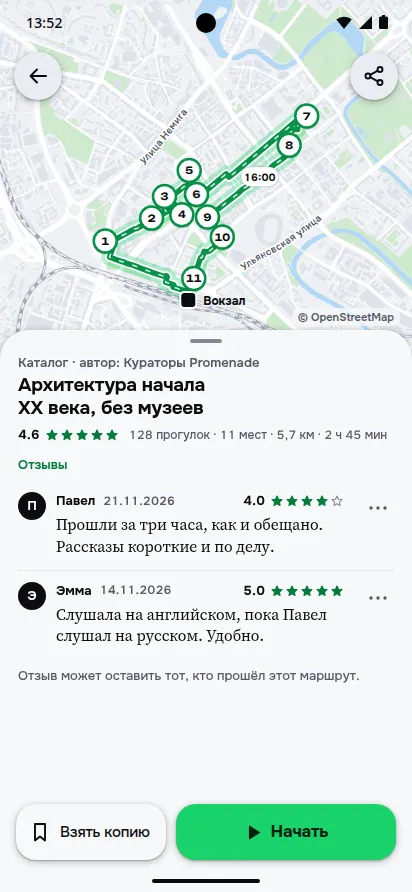 13:52
улица Немига
7
8
16:00
5
3
6
2
4
9
1
10
Ульяновская улица
11
Вокзал
© OpenStreetMap
Каталог · автор: Кураторы Promenade
Архитектура начала
XX века, без музеев
4.6 ★★★★★ 128 прогулок · 11 мест · 5,7 км · 2 ч 45 мин
Отзывы
П Павел 21.11.2026 4.0 ★★★★☆ ...
Прошли за три часа, как и обещано.
Рассказы короткие и по делу.
Э Эмма 14.11.2026 5.0 ★★★★★ ...
Слушала на английском, пока Павел
слушал на русском. Удобно.
Отзыв может оставить тот, кто прошёл этот маршрут.
Взять копию
Начать